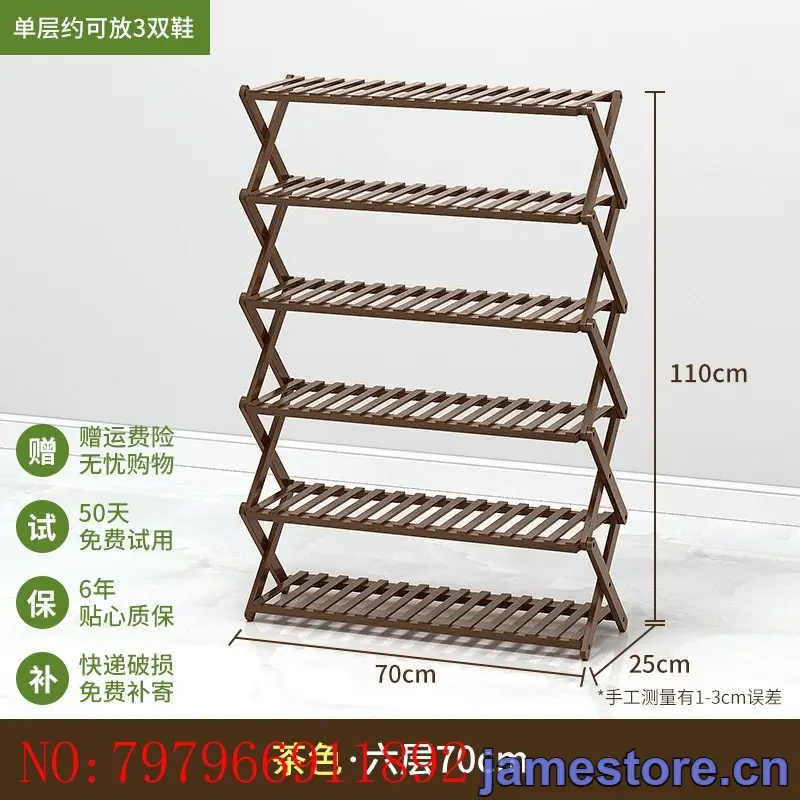 单层约可放3双鞋
110cm
赠
赠运费险
无忧购物
试
50天
免费试用
保
6年
贴心质保
补
快递破损
免费补寄
70cm
25cm
*手工测量有1-3cm误差
NO:797966911892
茶色·六层70cm
jamestore.cn